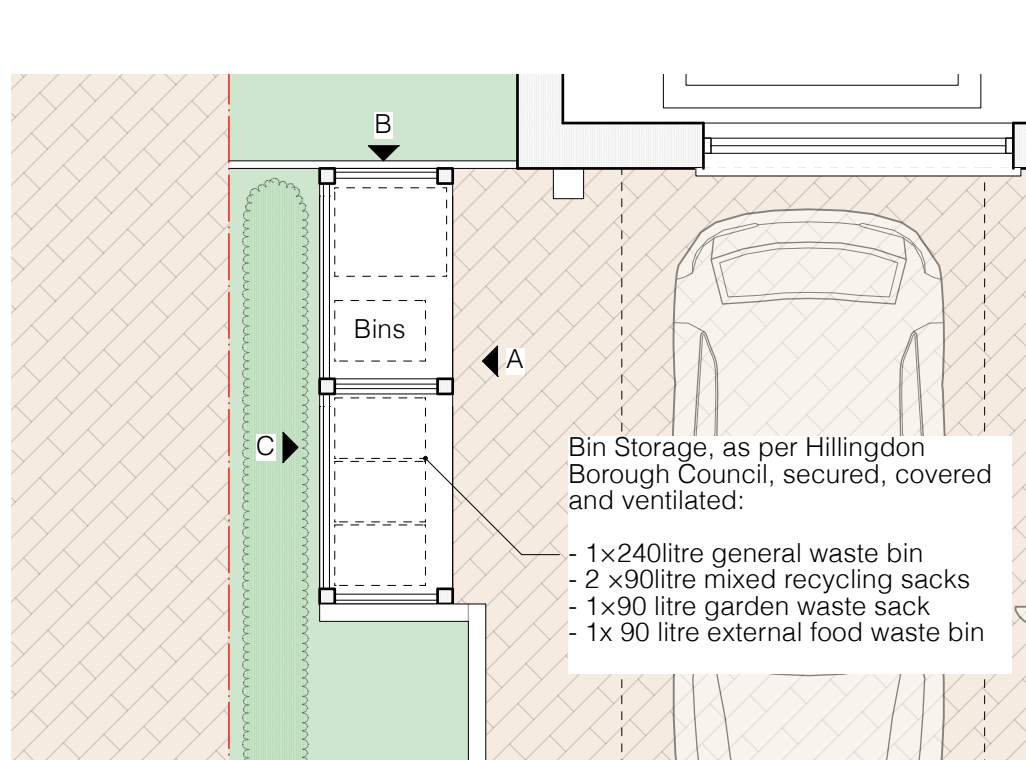 B
Bins
A
C
Bin Storage, as per Hillingdon
Borough Council, secured, covered
and ventilated:
- 1×240litre general waste bin
- 2 ×90litre mixed recycling sacks
- 1×90 litre garden waste sack
- 1x 90 litre external food waste bin